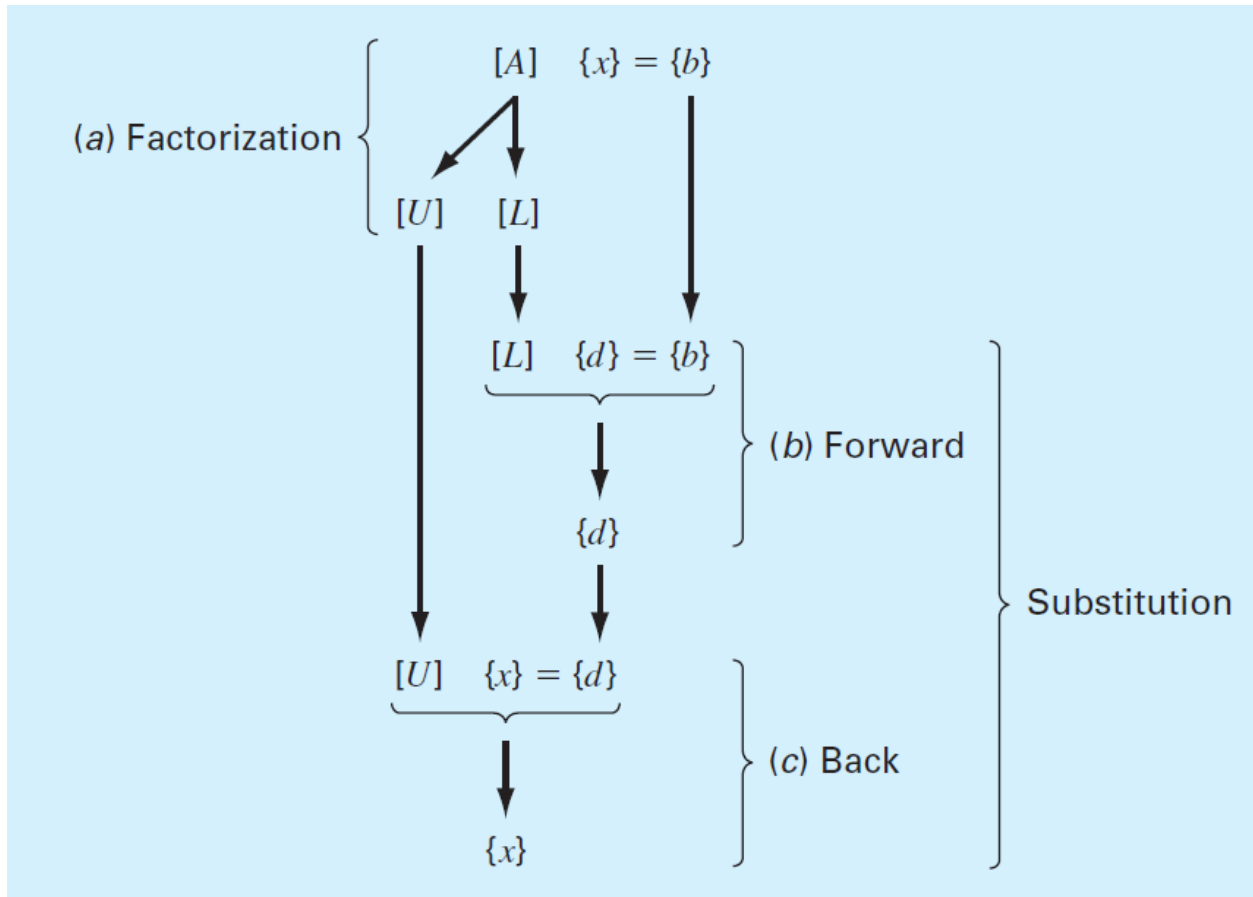 [A] {x} = {b}
(a) Factorization
[U] [L]
[L] {d} = {b}
(b) Forward
{d}
Substitution
[U] {x} = {d}
(c) Back
{x}